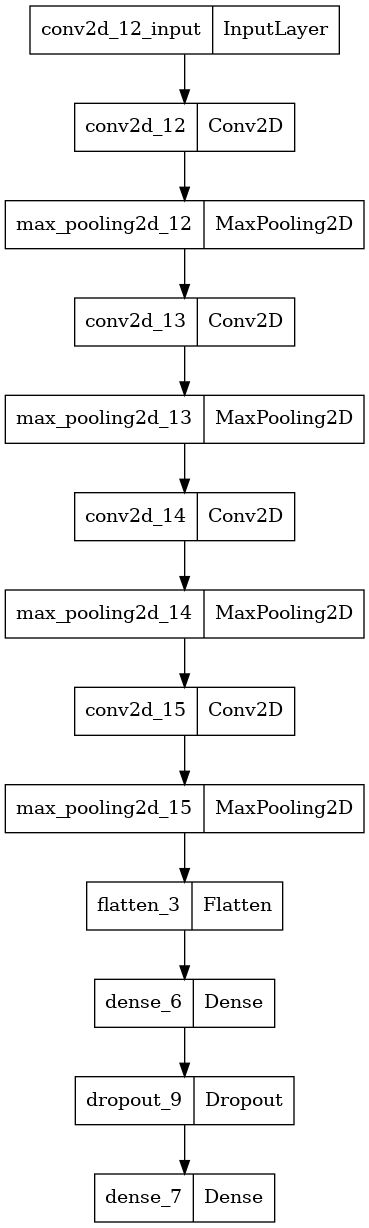 conv2d_12_input InputLayer
conv2d_12 Conv2D
max_pooling2d_12 MaxPooling2D
conv2d_13 Conv2D
max_pooling2d_13 MaxPooling2D
conv2d_14 Conv2D
max_pooling2d_14 MaxPooling2D
conv2d_15 Conv2D
max_pooling2d_15 MaxPooling2D
flatten_3 Flatten
dense_6 Dense
dropout_9 Dropout
dense_7 Dense